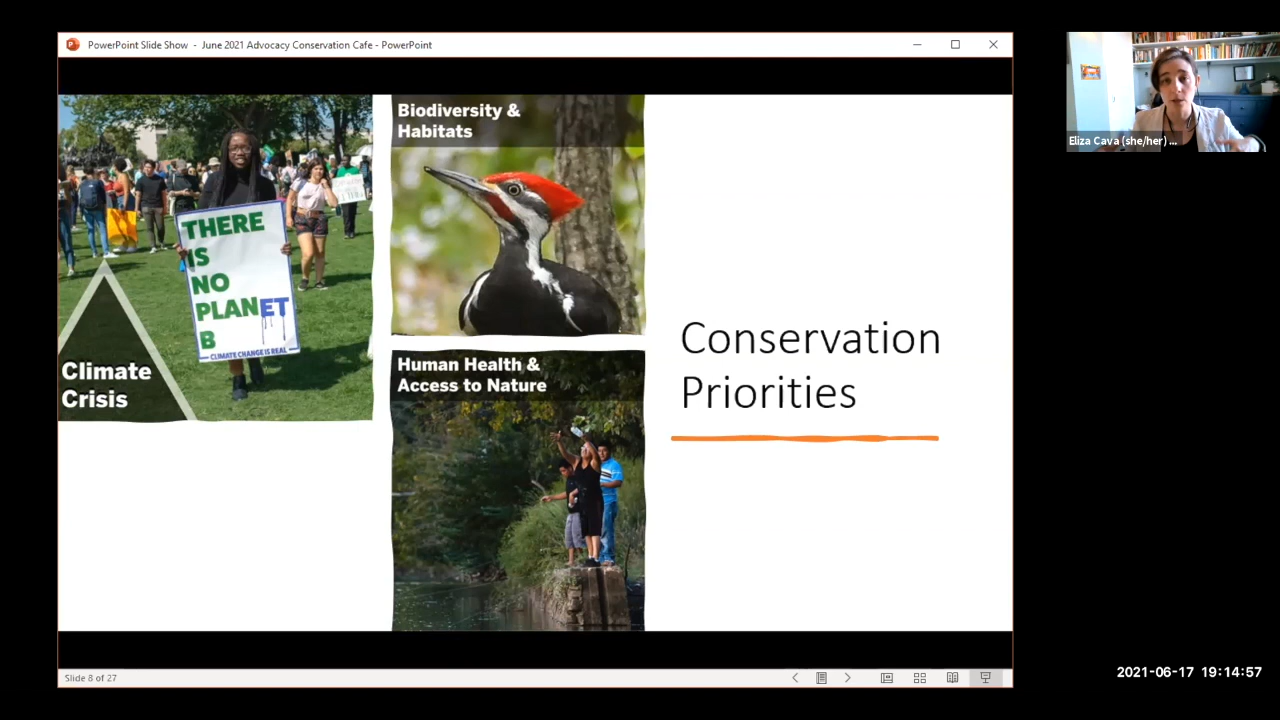 PowerPoint Slide Show - June 2021 Advocacy Conservation Cafe - PowerPoint
THERE
IS
NO
PLANET
B
CLIMATE CHANGE IS REAL
Climate
Crisis
Biodiversity &
Habitats
Human Health &
Access to Nature
Conservation
Priorities
Eliza Cava (she/her) ...
Slide 8 of 27
2021-06-17 19:14:57